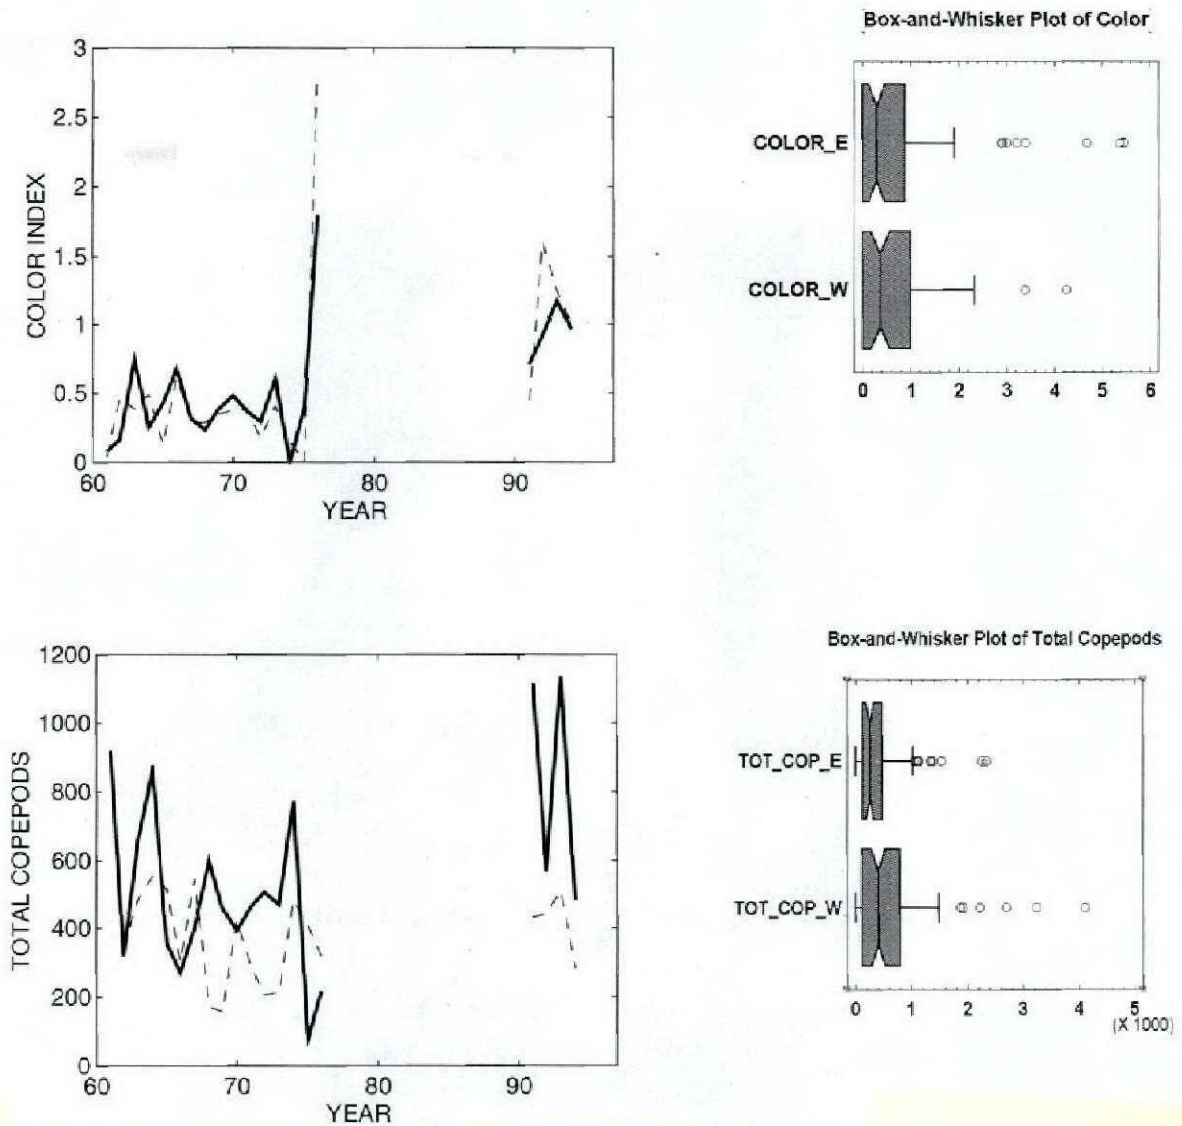 Box-and-Whisker Plot of Color
3
2.5
2
1.5
1
0.5
0
COLOR INDEX
60
70
80
90
YEAR
COLOR_E
COLOR_W
0 1 2 3 4 5 6
Box-and-Whisker Plot of Total Copepods
1200
1000
800
600
400
200
0
TOTAL COPEPODS
60
70
80
90
YEAR
TOT_COP_E
TOT_COP_W
0 1 2 3 4 5
(X 1000)